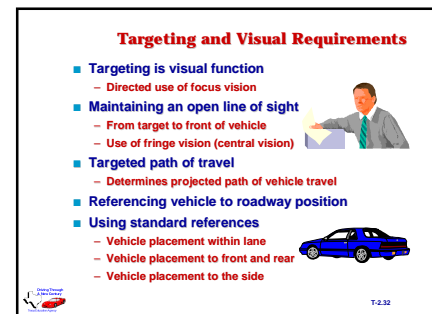 Targeting and Visual Requirements
■ Targeting is visual function
– Directed use of focus vision
■ Maintaining an open line of sight
– From target to front of vehicle
– Use of fringe vision (central vision)
■ Targeted path of travel
– Determines projected path of vehicle travel
■ Referencing vehicle to roadway position
■ Using standard references
– Vehicle placement within lane
– Vehicle placement to front and rear
– Vehicle placement to the side
Driving Through
A New Century
Texas Education Agency
T-2.32